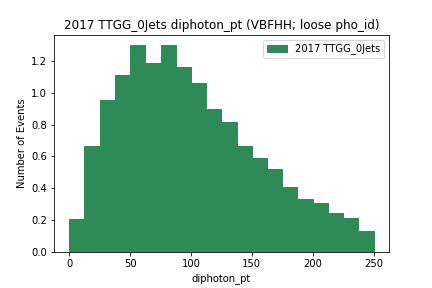 2017 TTGG_0Jets diphoton_pt (VBFHH; loose pho_id)
2017 TTGG_0Jets
Number of Events
1.2
1.0
0.8
0.6
0.4
0.2
0.0
0 50 100 150 200 250
diphoton_pt